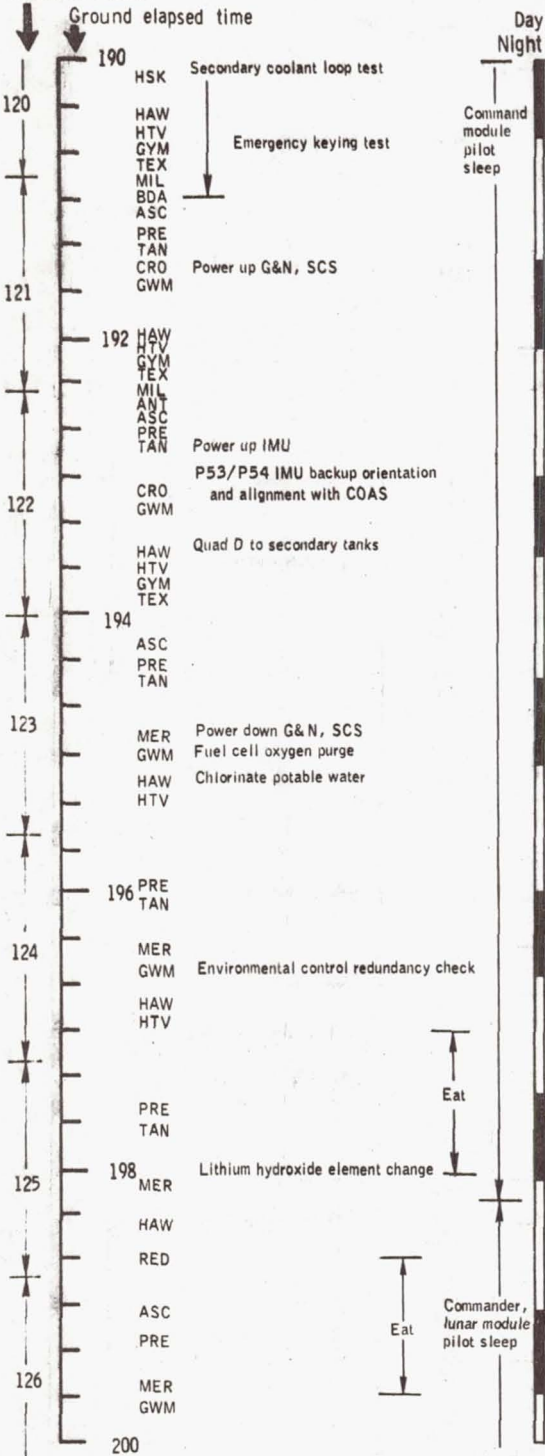 Ground elapsed time
Day
Night
190
HSK Secondary coolant loop test
120
HAW
Command
module
pilot
sleep
HTV
GYM Emergency keying test
TEX
MIL
BDA
ASC
PRE
TAN
CRO Power up G&N, SCS
GWM
121
192 HAW
HTV
GYM
TEX
MIL
ANT
ASC
PRE
TAN Power up IMU
P53/P54 IMU backup orientation
and alignment with COAS
CRO
GWM
122
HAW Quad D to secondary tanks
HTV
GYM
TEX
194
ASC
PRE
TAN
123
MER Power down G&N, SCS
GWM Fuel cell oxygen purge
HAW Chlorinate potable water
HTV
196 PRE
TAN
124
MER
GWM Environmental control redundancy check
HAW
HTV
Eat
PRE
TAN
198 Lithium hydroxide element change
125
MER
HAW
RED
ASC
Eat
Commander,
lunar module
pilot sleep
PRE
126
MER
GWM
200